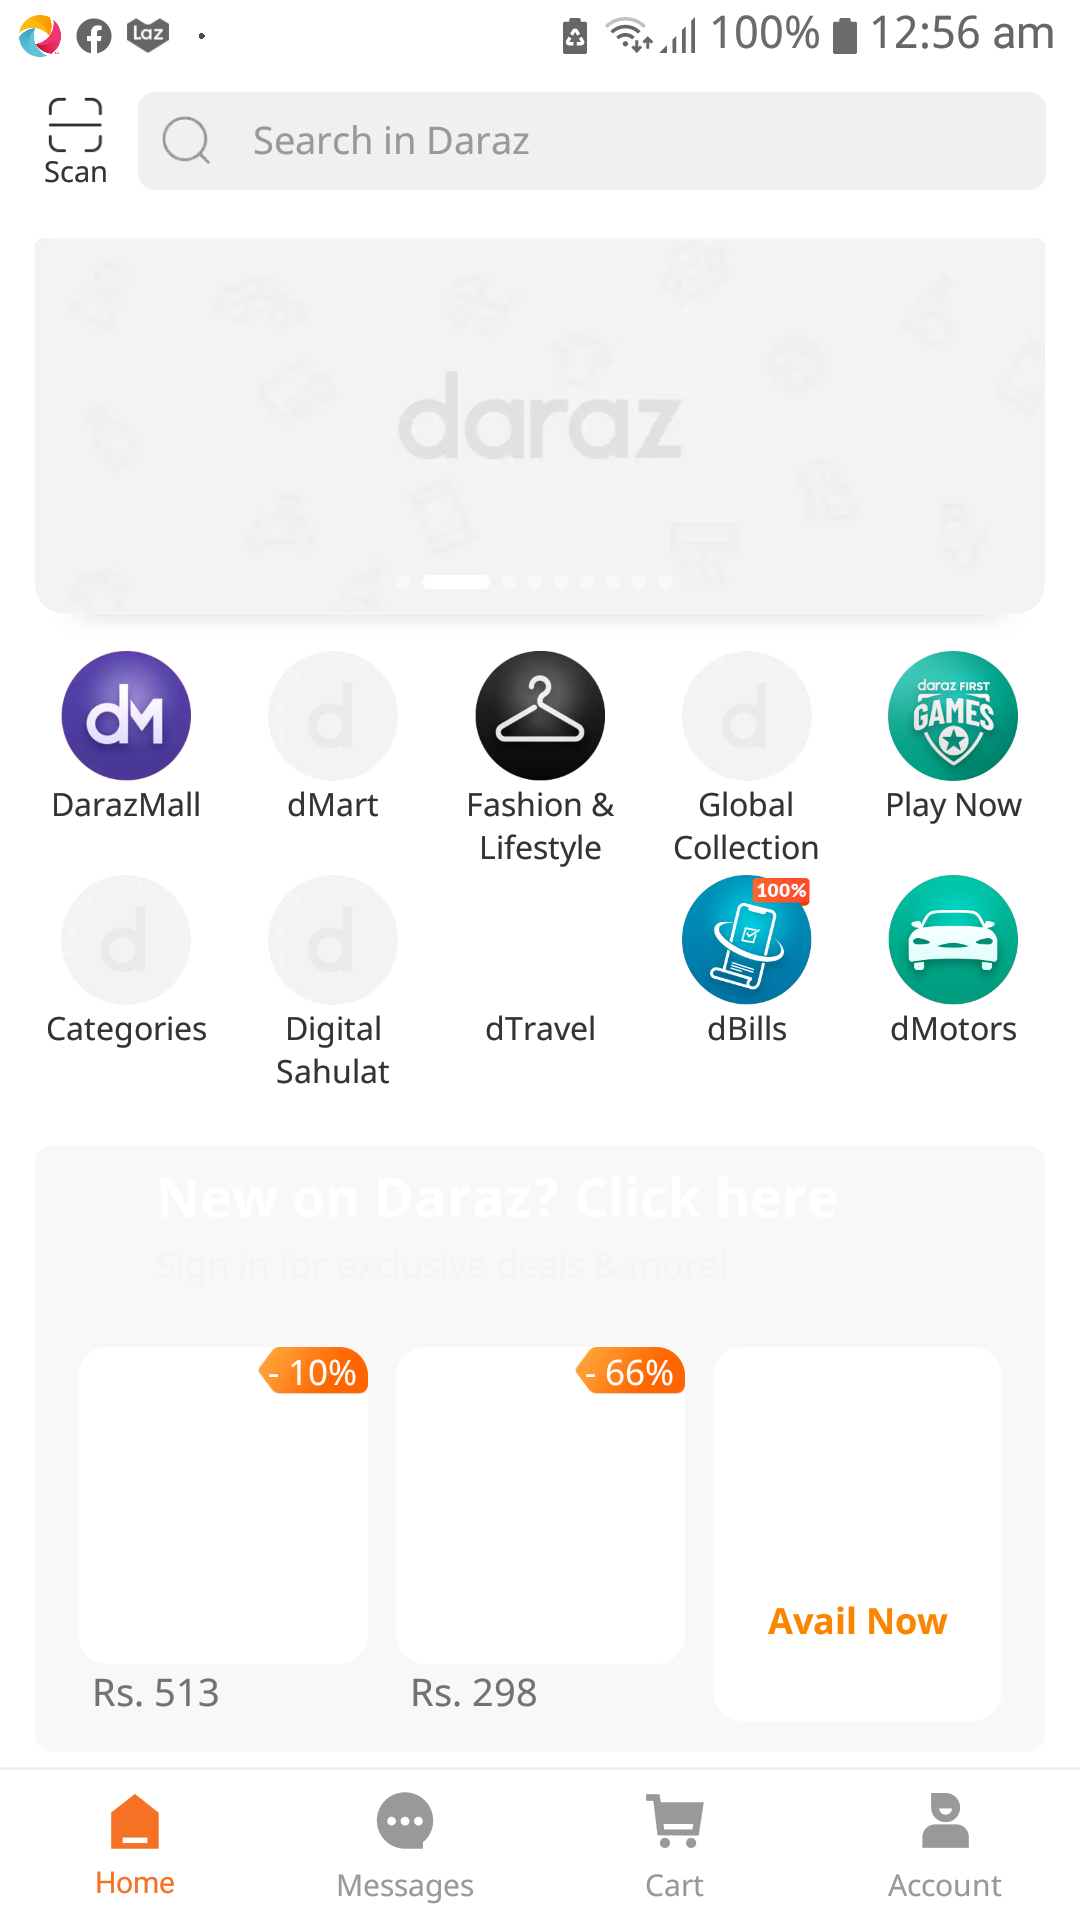 Laz 100% 12:56 am
Scan
Search in Daraz
daraz
dM
daraz FIRST
GAMES
DarazMall dMart Fashion & Global Play Now
Lifestyle Collection
d d d d
100%
Categories Digital dTravel dBills dMotors
Sahulat
New on Daraz? Click here
Sign in for exclusive deals & more!
- 10% - 66%
Avail Now
Rs. 513 Rs. 298
Home Messages Cart Account